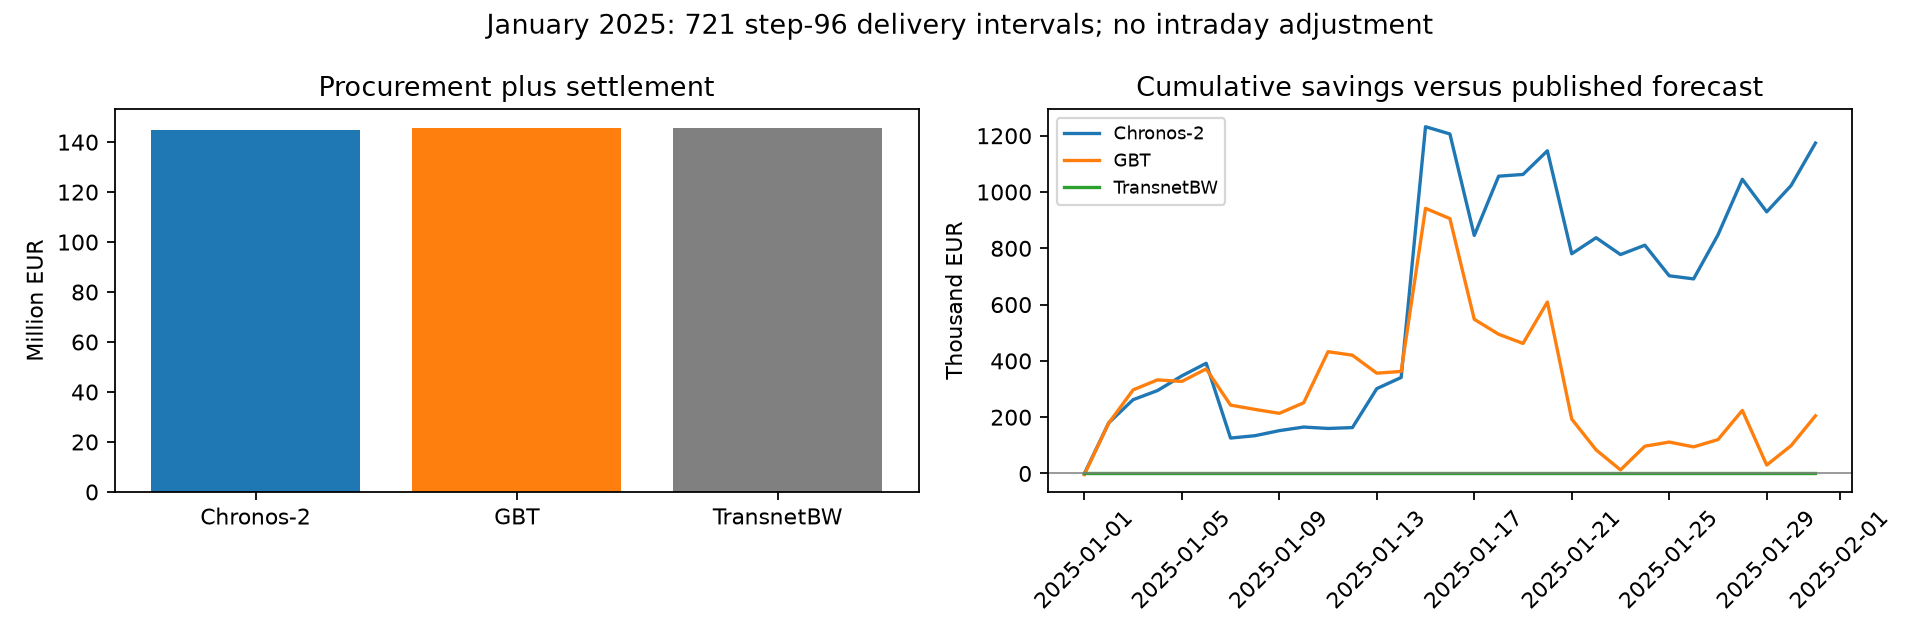 January 2025: 721 step-96 delivery intervals; no intraday adjustment
Procurement plus settlement
Million EUR
140
120
100
80
60
40
20
0
Chronos-2
GBT
TransnetBW
Cumulative savings versus published forecast
Thousand EUR
1200
1000
800
600
400
200
0
Chronos-2
GBT
TransnetBW
2025-01-01
2025-01-05
2025-01-09
2025-01-13
2025-01-17
2025-01-21
2025-01-25
2025-01-29
2025-02-01